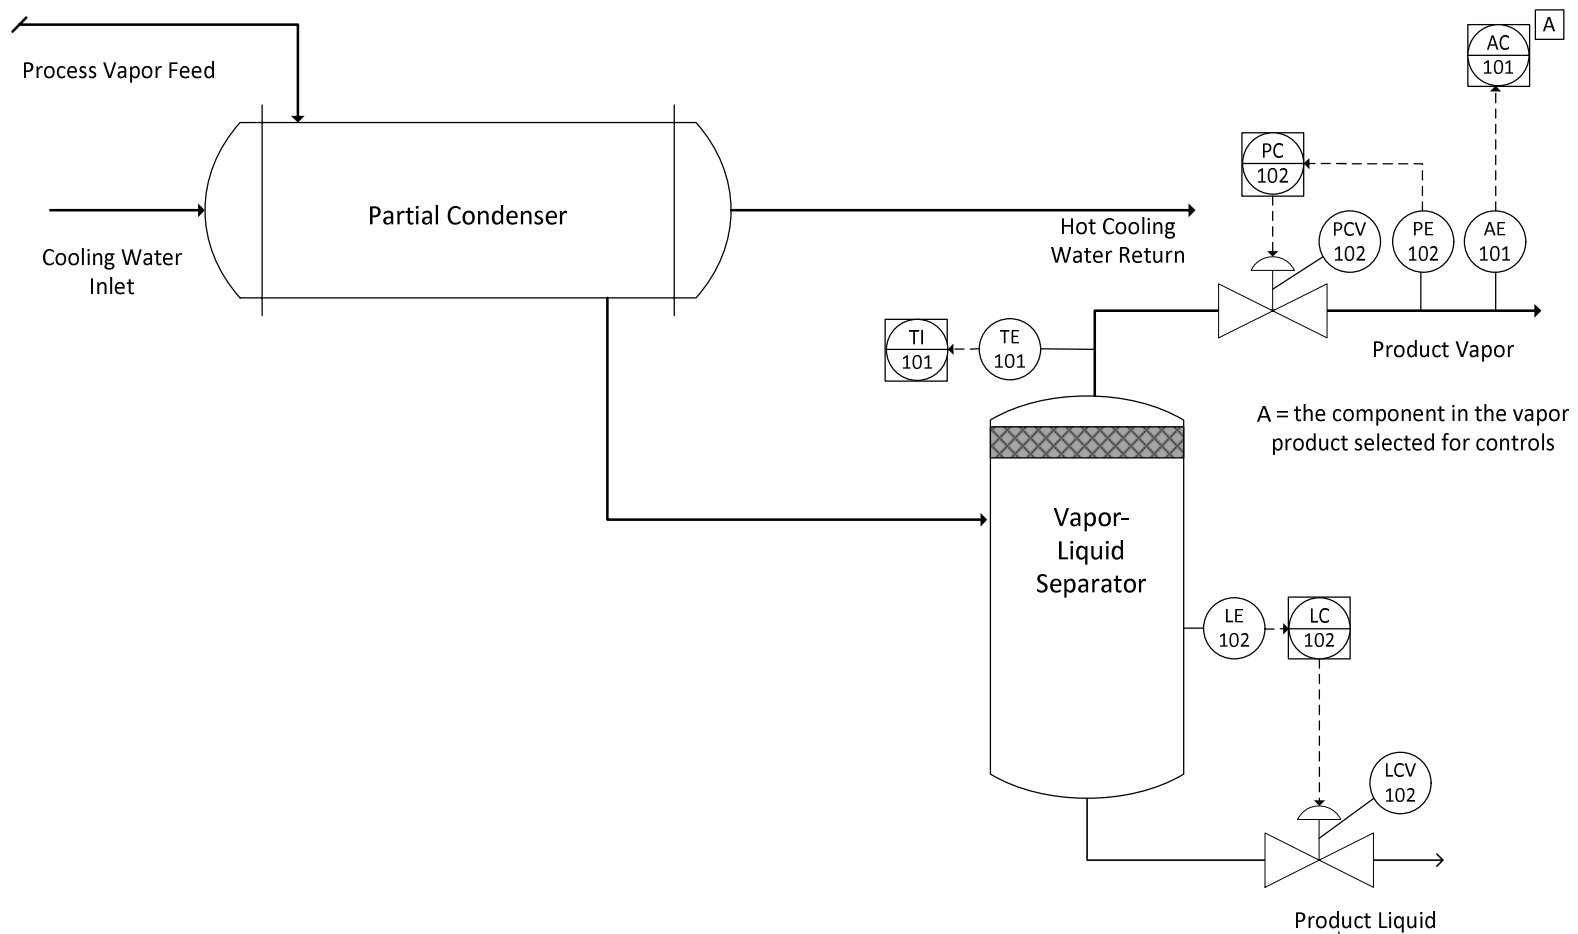 Process Vapor Feed
A
AC
101
PC
102
Partial Condenser
Cooling Water
Inlet
Hot Cooling
Water Return
PCV
102
PE
102
AE
101
TI
101
TE
101
Product Vapor
A = the component in the vapor
product selected for controls
Vapor-
Liquid
Separator
LE
102
LC
102
LCV
102
Product Liquid